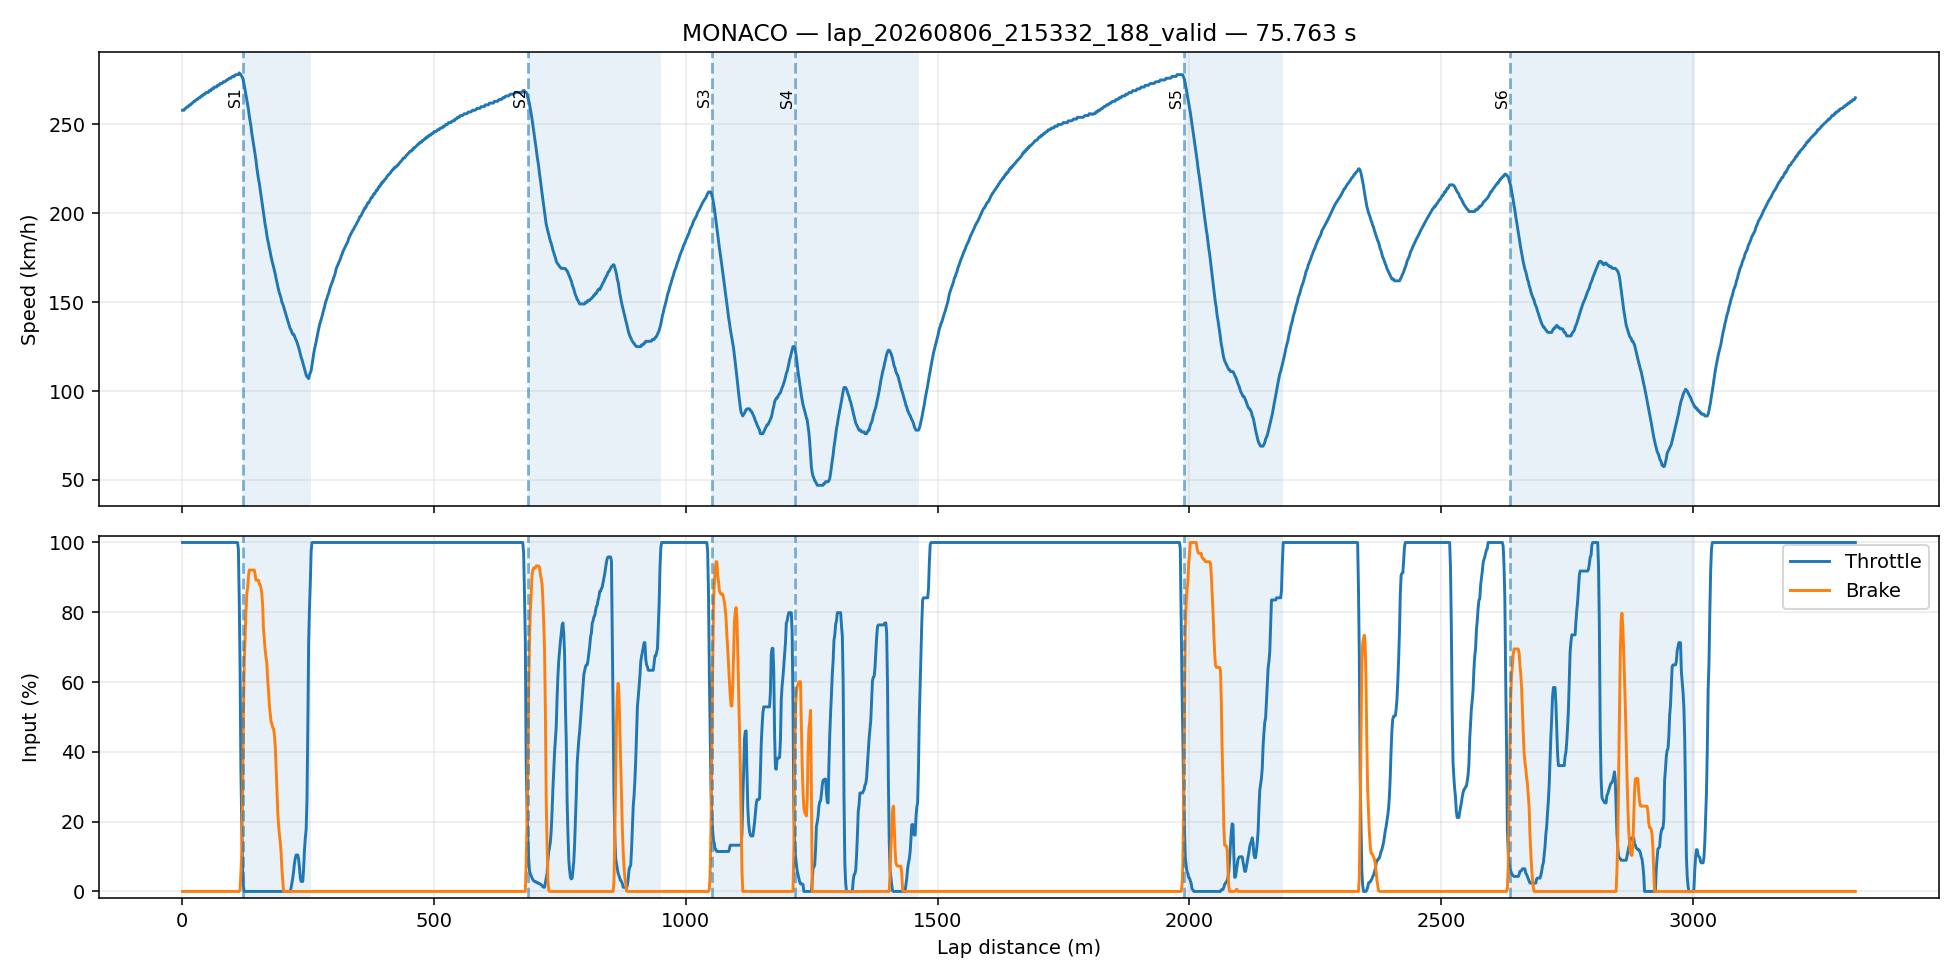 MONACO — lap_20260806_215332_188_valid — 75.763 s
Speed (km/h)
250
200
150
100
50
S1
S2
S3
S4
S5
S6
Input (%)
100
80
60
40
20
0
Throttle
Brake
0
500
1000
1500
2000
2500
3000
Lap distance (m)